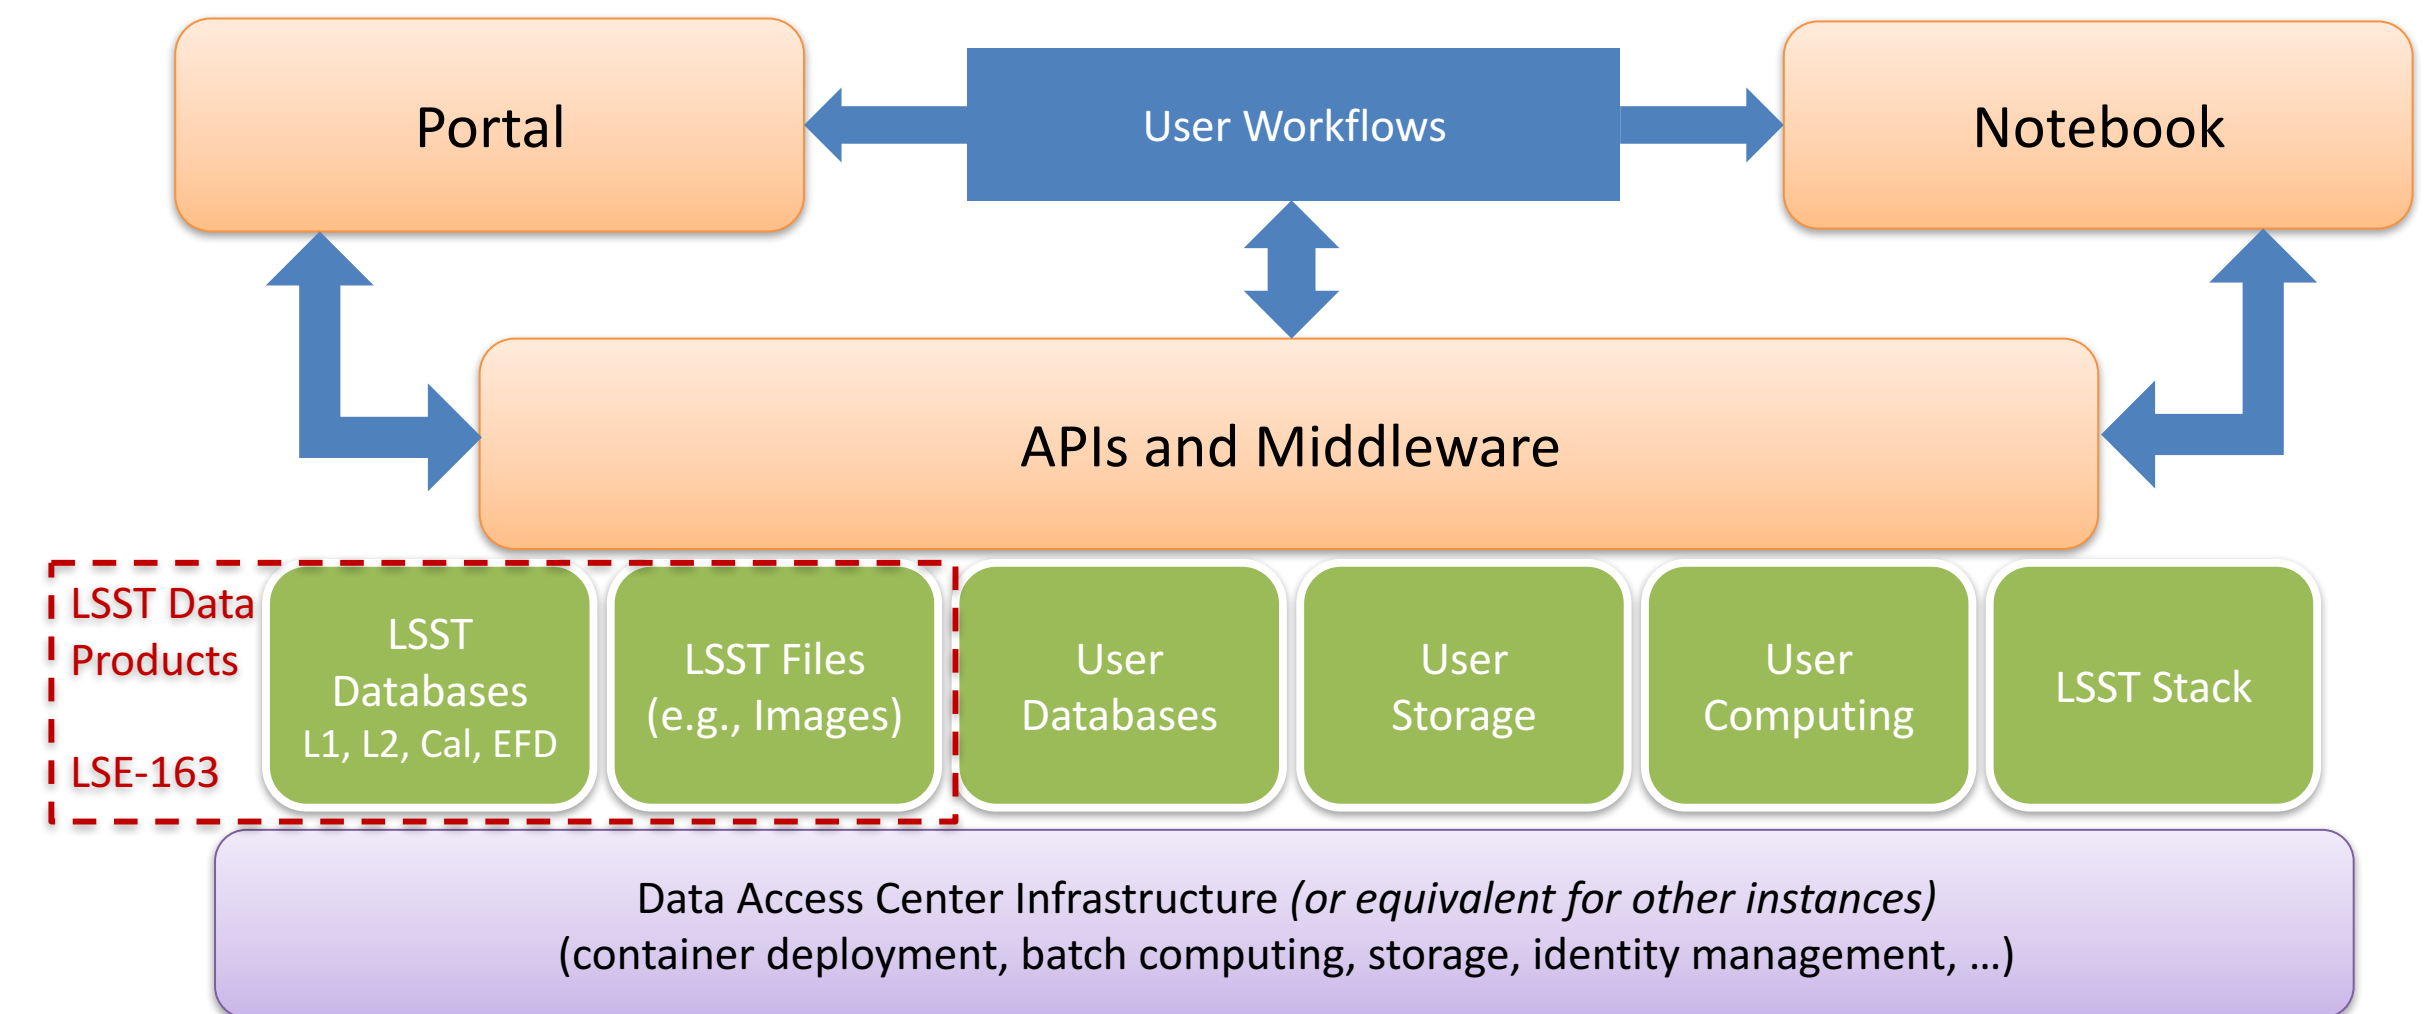 Portal
User Workflows
Notebook
APIs and Middleware
LSST Data
Products
LSE-163
LSST
Databases
L1, L2, Cal, EFD
LSST Files
(e.g., Images)
User
Databases
User
Storage
User
Computing
LSST Stack
Data Access Center Infrastructure (or equivalent for other instances)
(container deployment, batch computing, storage, identity management, …)